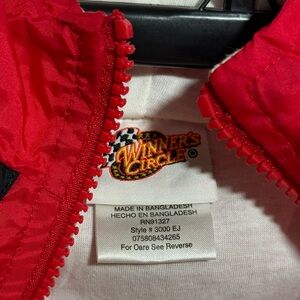 WINNER'S
CIRCLE®
MADE IN BANGLADESH
HECHO EN BANGLADESH
RN91327
Style # 3000 EJ
075808434265
For Care See Reverse